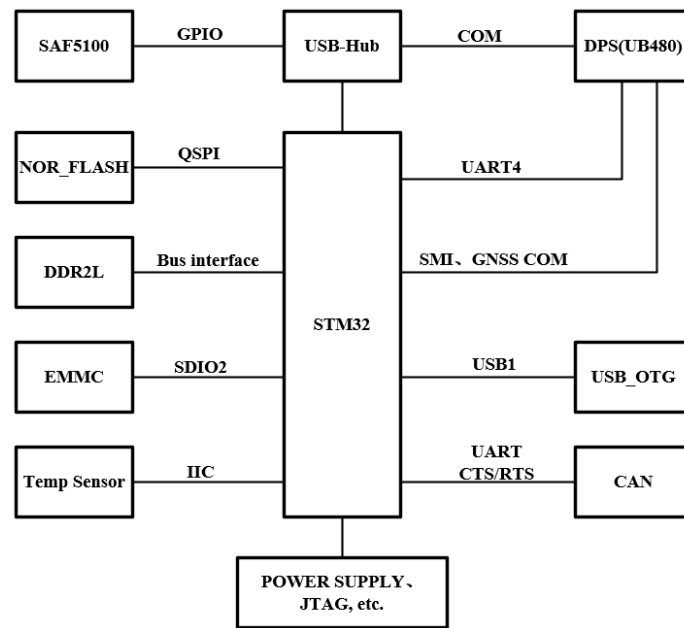 SAF5100
GPIO
USB-Hub
COM
DPS(UB480)
NOR_FLASH
QSPI
UART4
DDR2L
Bus interface
SMI、GNSS COM
STM32
EMMC
SDIO2
USB1
USB_OTG
Temp Sensor
IIC
UART
CTS/RTS
CAN
POWER SUPPLY、
JTAG, etc.